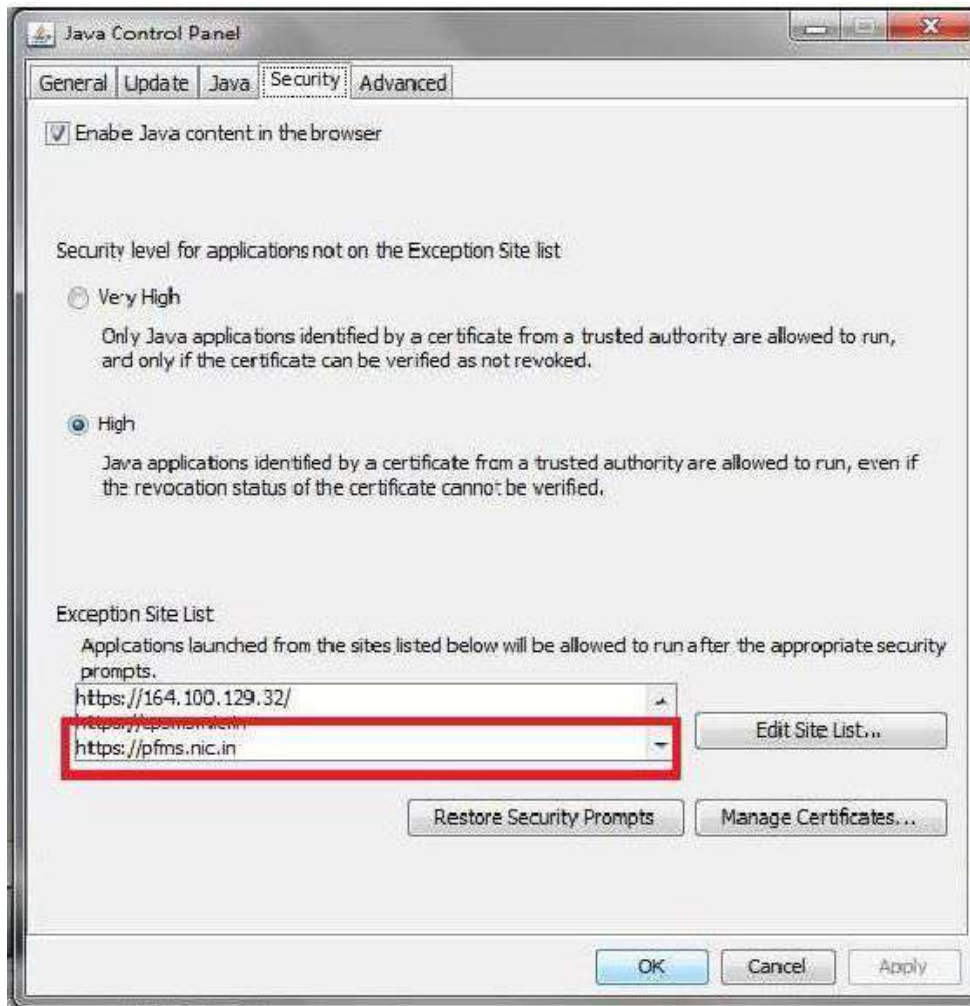 Java Control Panel
General Update Java Security Advanced
Enable Java content in the browser
Security level for applications not on the Exception Site list
Very High
Only Java applications identified by a certificate from a trusted authority are allowed to run,
and only if the certificate can be verified as not revoked.
High
Java applications identified by a certificate from a trusted authority are allowed to run, even if
the revocation status of the certificate cannot be verified.
Exception Site List
Applcations launched from the sites listed below will be allowed to run after the appropriate security
prompts.
https://164.100.129.32/
https://pfms.nic.in
Edit Site List...
Restore Security Prompts Manage Certificates...
OK Cancel Apply